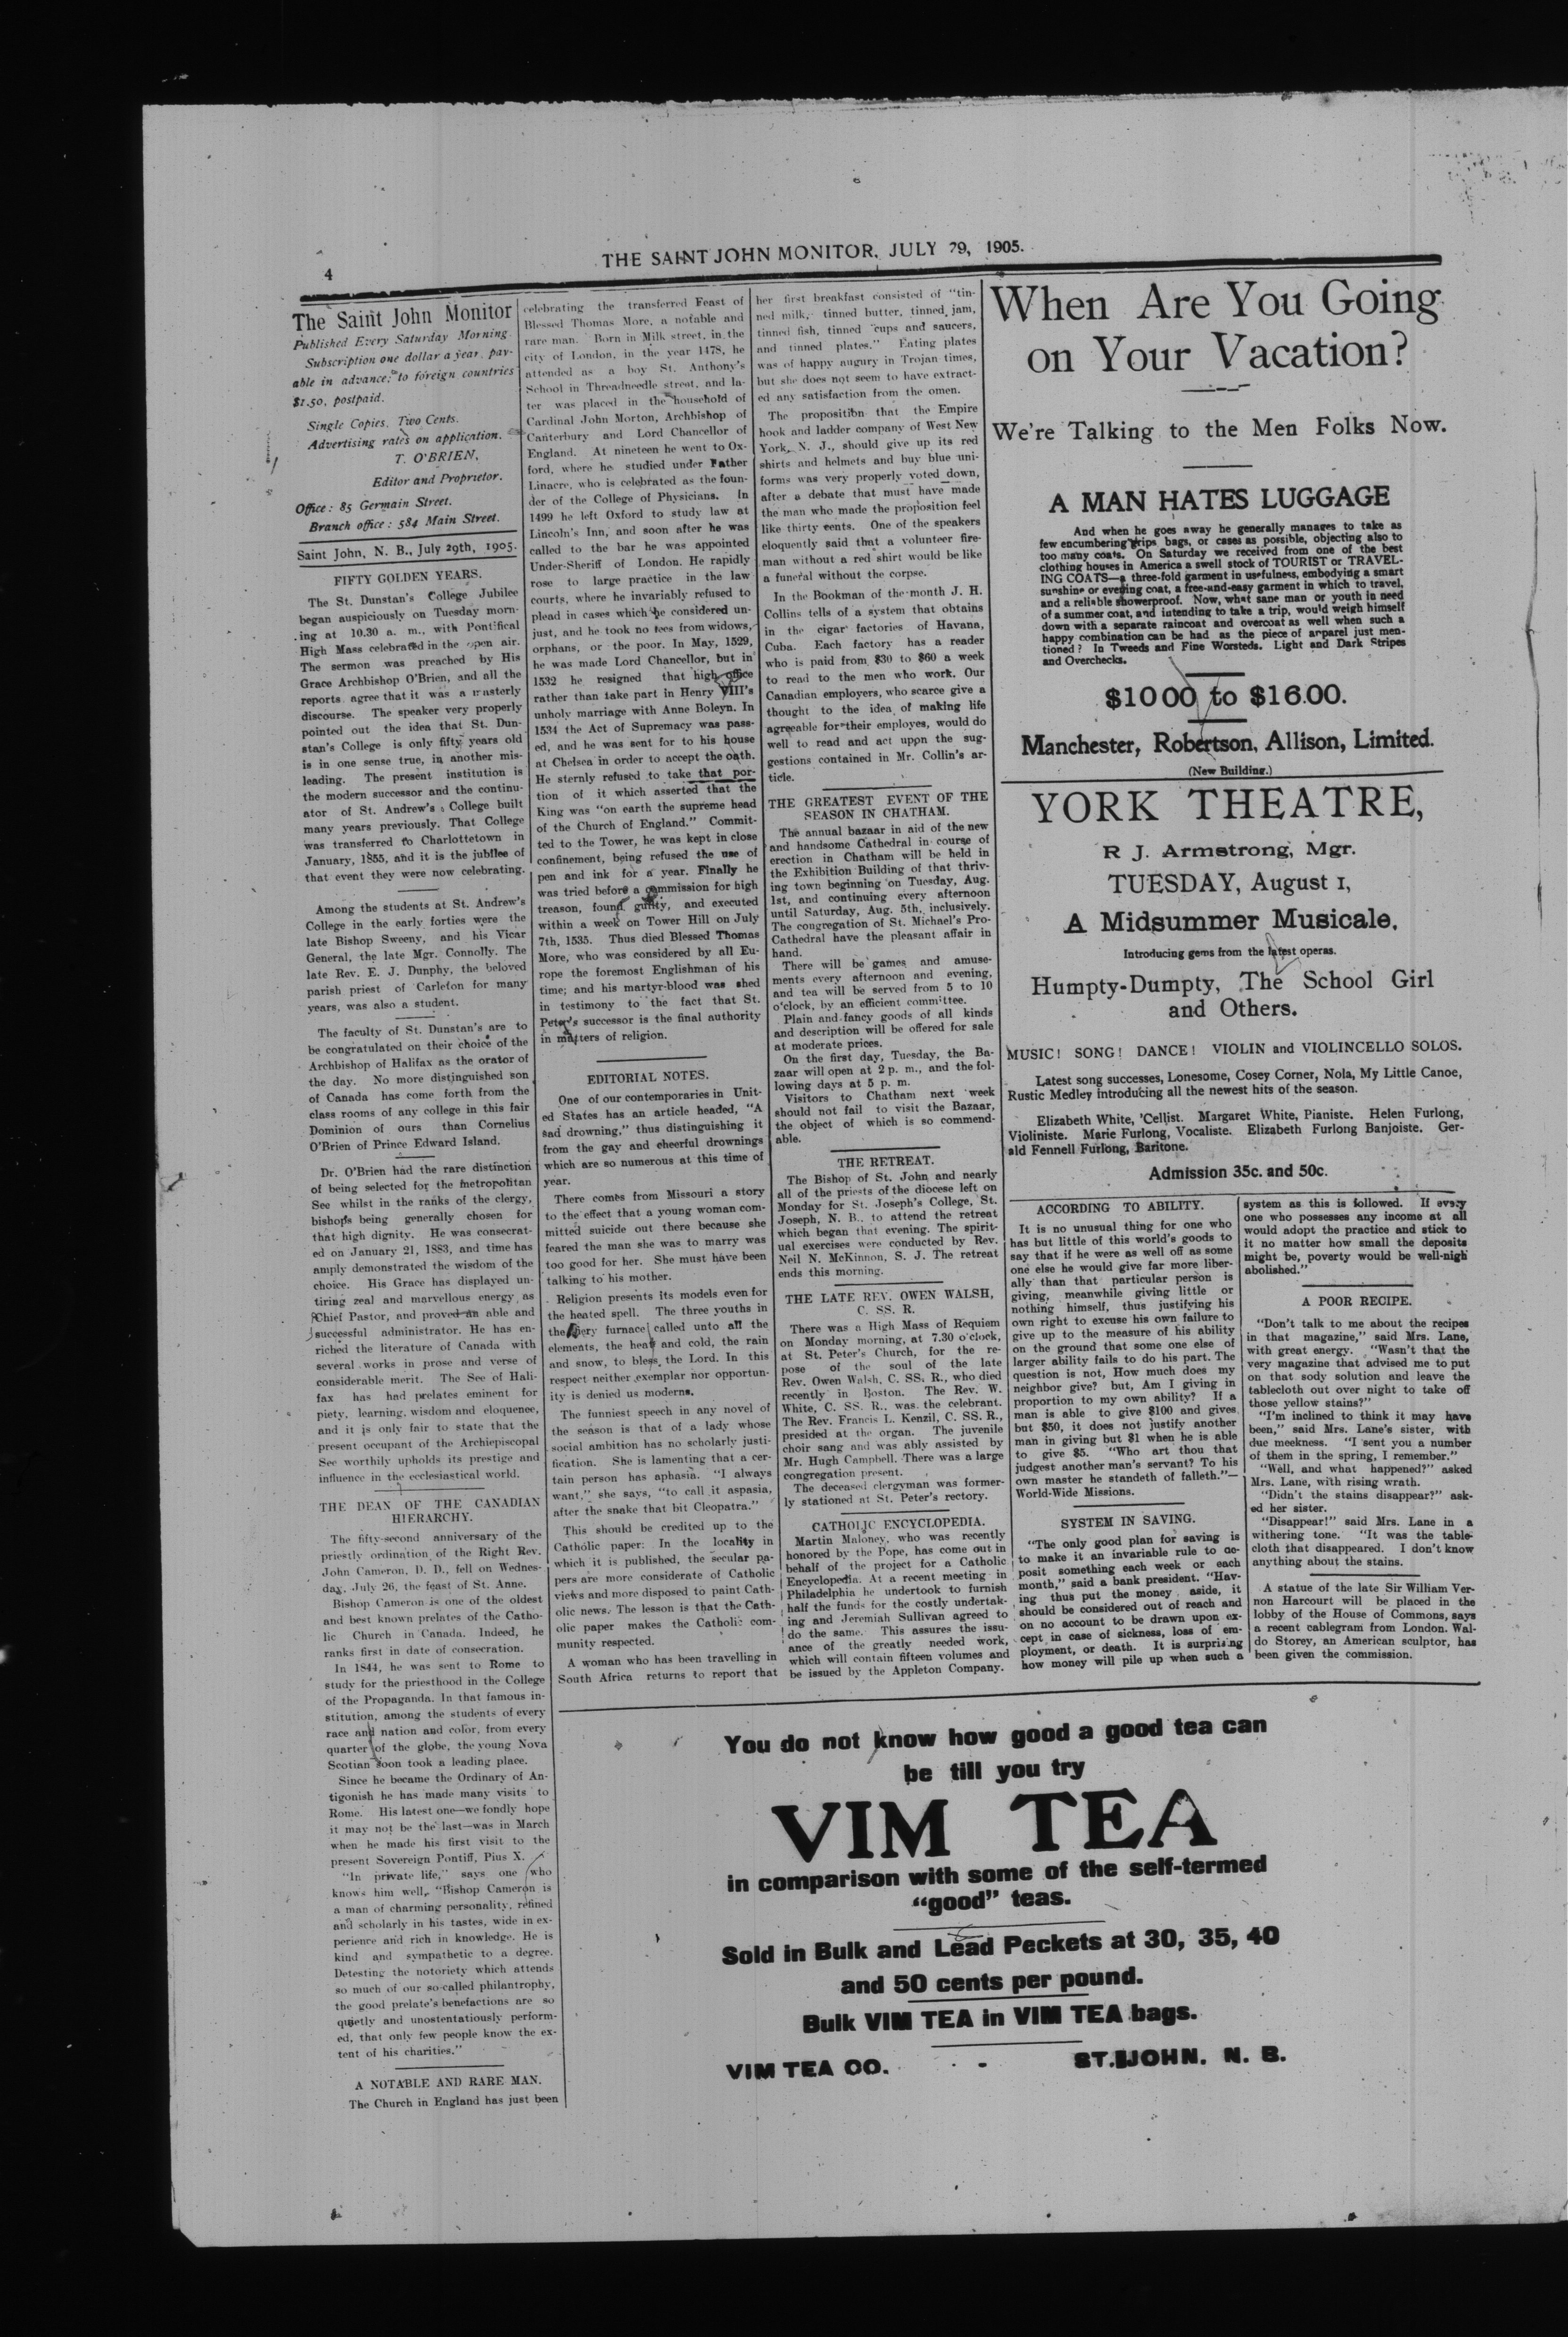 4
THE SAINT JOHN MONITOR, JULY 29, 1905.
The Saint John Monitor
Published Every Saturday Morning.
Subscription one dollar a year, pay-
able in advance; to foreign countries
$1.50, postpaid.
Single Copies, Two Cents.
Advertising rates on application.
T. O'BRIEN,
Editor and Proprietor.
Office: 85 Germain Street.
Branch office: 584 Main Street.
Saint John, N. B., July 29th, 1905.
FIFTY GOLDEN YEARS.
The St. Dunstan's College Jubilee
began auspiciously on Tuesday morn-
ing at 10.30 a. m., with Pontifical
High Mass celebrated in the open air.
The sermon was preached by His
Grace Archbishop O'Brien, and all the
reports agree that it was a masterly
discourse. The speaker very properly
pointed out the idea that St. Dun-
stan's College is only fifty years old
is in one sense true, in another mis-
leading. The present institution is
the modern successor and the continu-
ator of St. Andrew's College built
many years previously. That College
was transferred to Charlottetown in
January, 1855, and it is the jubilee of
that event they were now celebrating.
Among the students at St. Andrew's
College in the early forties were the
late Bishop Sweeny, and his Vicar
General, the late Mgr. Connolly. The
late Rev. E. J. Dunphy, the beloved
parish priest of Carleton for many
years, was also a student.
The faculty of St. Dunstan's are to
be congratulated on their choice of the
Archbishop of Halifax as the orator of
the day. No more distinguished son
of Canada has come forth from the
class rooms of any college in this fair
Dominion of ours than Cornelius
O'Brien of Prince Edward Island.
Dr. O'Brien had the rare distinction
of being selected for the metropolitan
See whilst in the ranks of the clergy,
bishops being generally chosen for
that high dignity. He was consecrat-
ed on January 21, 1883, and time has
amply demonstrated the wisdom of the
choice. His Grace has displayed un-
tiring zeal and marvellous energy as
Chief Pastor, and proved an able and
successful administrator. He has en-
riched the literature of Canada with
several works in prose and verse of
considerable merit. The See of Hali-
fax has had prelates eminent for
piety, learning, wisdom and eloquence,
and it is only fair to state that the
present occupant of the Archiepiscopal
See worthily upholds its prestige and
influence in the ecclesiastical world.
THE DEAN OF THE CANADIAN
HIERARCHY.
The fifty-second anniversary of the
priestly ordination of the Right Rev.
John Cameron, D. D., fell on Wednes-
day, July 26, the feast of St. Anne.
Bishop Cameron is one of the oldest
and best known prelates of the Catho-
lic Church in Canada. Indeed, he
ranks first in date of consecration.
In 1844, he was sent to Rome to
study for the priesthood in the College
of the Propaganda. In that famous in-
stitution, among the students of every
race and nation and color, from every
quarter of the globe, the young Nova
Scotian soon took a leading place.
Since he became the Ordinary of An-
tigonish he has made many visits to
Rome. His latest one—we fondly hope
it may not be the last—was in March
when he made his first visit to the
present Sovereign Pontiff, Pius X.
"In private life," says one who
knows him well, "Bishop Cameron is
a man of charming personality, refined
and scholarly in his tastes, wide in ex-
perience and rich in knowledge. He is
kind and sympathetic to a degree.
Detesting the notoriety which attends
so much of our so-called philantrophy,
the good prelate's benefactions are so
quietly and unostentatiously perform-
ed, that only few people know the ex-
tent of his charities."
A NOTABLE AND RARE MAN.
The Church in England has just been
celebrating the transferred Feast of
Blessed Thomas More, a notable and
rare man. Born in Milk street, in the
city of London, in the year 1478, he
attended as a boy St. Anthony's
School in Threadneedle street, and la-
ter was placed in the household of
Cardinal John Morton, Archbishop of
Canterbury and Lord Chancellor of
England. At nineteen he went to Ox-
ford, where he studied under Father
Linacre, who is celebrated as the foun-
der of the College of Physicians. In
1499 he left Oxford to study law at
Lincoln's Inn, and soon after he was
called to the bar he was appointed
Under-Sheriff of London. He rapidly
rose to large practice in the law
courts, where he invariably refused to
plead in cases which he considered un-
just, and he took no fees from widows,
orphans, or the poor. In May, 1529,
he was made Lord Chancellor, but in
1532 he resigned that high office
rather than take part in Henry VIII's
unholy marriage with Anne Boleyn. In
1534 the Act of Supremacy was pass-
ed, and he was sent for to his house
at Chelsea in order to accept the oath.
He sternly refused to take that por-
tion of it which asserted that the
King was "on earth the supreme head
of the Church of England." Commit-
ted to the Tower, he was kept in close
confinement, being refused the use of
pen and ink for a year. Finally he
was tried before a commission for high
treason, found guilty, and executed
within a week on Tower Hill on July
7th, 1535. Thus died Blessed Thomas
More, who was considered by all Eu-
rope the foremost Englishman of his
time; and his martyr-blood was shed
in testimony to the fact that St.
Peter's successor is the final authority
in matters of religion.
EDITORIAL NOTES.
One of our contemporaries in Unit-
ed States has an article headed, "A
sad drowning," thus distinguishing it
from the gay and cheerful drownings
which are so numerous at this time of
year.
There comes from Missouri a story
to the effect that a young woman com-
mitted suicide out there because she
feared the man she was to marry was
too good for her. She must have been
talking to his mother.
Religion presents its models even for
the heated spell. The three youths in
the fiery furnace called unto all the
elements, the heat and cold, the rain
and snow, to bless the Lord. In this
respect neither exemplar nor opportun-
ity is denied us moderns.
The funniest speech in any novel of
the season is that of a lady whose
social ambition has no scholarly justi-
fication. She is lamenting that a cer-
tain person has aphasia. "I always
want," she says, "to call it aspasia,
after the snake that bit Cleopatra."
This should be credited up to the
Catholic paper: In the locality in
which it is published, the secular pa-
pers are more considerate of Catholic
views and more disposed to paint Cath-
olic news. The lesson is that the Cath-
olic paper makes the Catholic com-
munity respected.
A woman who has been travelling in
South Africa returns to report that
her first breakfast consisted of "tin-
ned milk, tinned butter, tinned jam,
tinned fish, tinned cups and saucers,
and tinned plates." Eating plates
was of happy augury in Trojan times,
but she does not seem to have extract-
ed any satisfaction from the omen.
The proposition that the Empire
hook and ladder company of West New
York, N. J., should give up its red
shirts and helmets and buy blue uni-
forms was very properly voted down,
after a debate that must have made
the man who made the proposition feel
like thirty cents. One of the speakers
eloquently said that a volunteer fire-
man without a red shirt would be like
a funeral without the corpse.
In the Bookman of the month J. H.
Collins tells of a system that obtains
in the cigar factories of Havana,
Cuba. Each factory has a reader
who is paid from $30 to $60 a week
to read to the men who work. Our
Canadian employers, who scarce give a
thought to the idea of making life
agreeable for their employes, would do
well to read and act uppn the sug-
gestions contained in Mr. Collin's ar-
ticle.
THE GREATEST EVENT OF THE
SEASON IN CHATHAM.
The annual bazaar in aid of the new
and handsome Cathedral in course of
erection in Chatham will be held in
the Exhibition Building of that thriv-
ing town beginning on Tuesday, Aug.
1st, and continuing every afternoon
until Saturday, Aug. 5th, inclusively.
The congregation of St. Michael's Pro-
Cathedral have the pleasant affair in
hand.
There will be games and amuse-
ments every afternoon and evening,
and tea will be served from 5 to 10
o'clock, by an efficient committee.
Plain and fancy goods of all kinds
and description will be offered for sale
at moderate prices.
On the first day, Tuesday, the Ba-
zaar will open at 2 p. m., and the fol-
lowing days at 5 p. m.
Visitors to Chatham next week
should not fail to visit the Bazaar,
the object of which is so commend-
able.
THE RETREAT.
The Bishop of St. John and nearly
all of the priests of the diocese left on
Monday for St. Joseph's College, St.
Joseph, N. B., to attend the retreat
which began that evening. The spirit-
ual exercises were conducted by Rev.
Neil N. McKinnon, S. J. The retreat
ends this morning.
THE LATE REV. OWEN WALSH,
C. SS. R.
There was a High Mass of Requiem
on Monday morning, at 7.30 o'clock,
at St. Peter's Church, for the re-
pose of the soul of the late
Rev. Owen Walsh, C. SS. R., who died
recently in Boston. The Rev. W.
White, C. SS. R., was the celebrant.
The Rev. Francis L. Kenzil, C. SS. R.,
presided at the organ. The juvenile
choir sang and was ably assisted by
Mr. Hugh Campbell. There was a large
congregation present.
The deceased clergyman was former-
ly stationed at St. Peter's rectory.
CATHOLIC ENCYCLOPEDIA.
Martin Maloney, who was recently
honored by the Pope, has come out in
behalf of the project for a Catholic
Encyclopedia. At a recent meeting in
Philadelphia he undertook to furnish
half the funds for the costly undertak-
ing and Jeremiah Sullivan agreed to
do the same. This assures the issu-
ance of the greatly needed work,
which will contain fifteen volumes and
be issued by the Appleton Company.
When Are You Going
on Your Vacation?
We're Talking to the Men Folks Now.
A MAN HATES LUGGAGE
And when he goes away he generally manages to take as
few encumbering grips bags, or cases as possible, objecting also to
too many coats. On Saturday we received from one of the best
clothing houses in America a swell stock of TOURIST or TRAVEL-
ING COATS—a three-fold garment in usefulness, embodying a smart
sunshine or evening coat, a free-and-easy garment in which to travel,
and a reliable showerproof. Now, what sane man or youth in need
of a summer coat, and intending to take a trip, would weigh himself
down with a separate raincoat and overcoat as well when such a
happy combination can be had as the piece of apparel just men-
tioned? In Tweeds and Fine Worsteds. Light and Dark Stripes
and Overchecks.
$10 00 to $16.00.
Manchester, Robertson, Allison, Limited.
(New Building.)
YORK THEATRE,
R J. Armstrong, Mgr.
TUESDAY, August 1,
A Midsummer Musicale,
Introducing gems from the latest operas.
Humpty-Dumpty, The School Girl
and Others.
MUSIC! SONG! DANCE! VIOLIN and VIOLINCELLO SOLOS.
Latest song successes, Lonesome, Cosey Corner, Nola, My Little Canoe,
Rustic Medley introducing all the newest hits of the season.
Elizabeth White, 'Cellist. Margaret White, Pianiste. Helen Furlong,
Violiniste. Marie Furlong, Vocaliste. Elizabeth Furlong Banjoiste. Ger-
ald Fennell Furlong, Baritone.
Admission 35c. and 50c.
ACCORDING TO ABILITY.
It is no unusual thing for one who
has but little of this world's goods to
say that if he were as well off as some
one else he would give far more liber-
ally than that particular person is
giving, meanwhile giving little or
nothing himself, thus justifying his
own right to excuse his own failure to
give up to the measure of his ability
on the ground that some one else of
larger ability fails to do his part. The
question is not, How much does my
neighbor give? but, Am I giving in
proportion to my own ability? If a
man is able to give $100 and gives
but $50, it does not justify another
man in giving but $1 when he is able
to give $5. "Who art thou that
judgest another man's servant? To his
own master he standeth of falleth."—
World-Wide Missions.
SYSTEM IN SAVING.
"The only good plan for saving is
to make it an invariable rule to de-
posit something each week or each
month," said a bank president. "Hav-
ing thus put the money aside, it
should be considered out of reach and
on no account to be drawn upon ex-
cept in case of sickness, loss of em-
ployment, or death. It is surprising
how money will pile up when such a
system as this is followed. If every
one who possesses any income at all
would adopt the practice and stick to
it no matter how small the deposits
might be, poverty would be well-nigh
abolished."
A POOR RECIPE.
"Don't talk to me about the recipes
in that magazine," said Mrs. Lane,
with great energy. "Wasn't that the
very magazine that advised me to put
on that sody solution and leave the
tablecloth out over night to take off
those yellow stains?"
"I'm inclined to think it may have
been," said Mrs. Lane's sister, with
due meekness. "I sent you a number
of them in the spring, I remember."
"Well, and what happened?" asked
Mrs. Lane, with rising wrath.
"Didn't the stains disappear?" ask-
ed her sister.
"Disappear!" said Mrs. Lane in a
withering tone. "It was the table-
cloth that disappeared. I don't know
anything about the stains.
A statue of the late Sir William Ver-
non Harcourt will be placed in the
lobby of the House of Commons, says
a recent cablegram from London. Wal-
do Storey, an American sculptor, has
been given the commission.
You do not know how good a good tea can
be till you try
VIM TEA
in comparison with some of the self-termed
"good" teas.
Sold in Bulk and Lead Peckets at 30, 35, 40
and 50 cents per pound.
Bulk VIM TEA in VIM TEA bags.
VIM TEA CO. - - ST. JOHN. N. B.